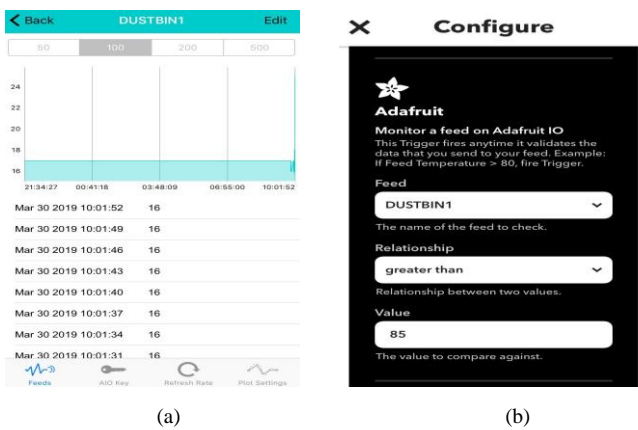 Back DUSTBIN1 Edit
50 100 200 500
24
22
20
18
16
21:34:27 00:41:16 03:48:09 06:55:00 10:01:52
Mar 30 2019 10:01:52 16
Mar 30 2019 10:01:49 16
Mar 30 2019 10:01:46 16
Mar 30 2019 10:01:43 16
Mar 30 2019 10:01:40 16
Mar 30 2019 10:01:37 16
Mar 30 2019 10:01:34 16
Mar 30 2019 10:01:31 16
Feeds AIO Key Refresh Rate Plot Settings
(a)
Configure
Adafruit
Monitor a feed on Adafruit IO
This Trigger fires anytime it validates the
data that you send to your feed. Example:
If Feed Temperature > 80, fire Trigger.
Feed
DUSTBIN1
The name of the feed to check.
Relationship
greater than
Relationship between two values.
Value
85
The value to compare against.
(b)